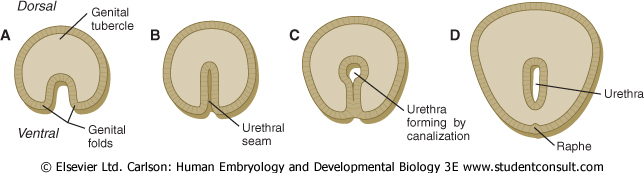 Dorsal
A
Genital
tubercle
Ventral
Genital
folds
B
Urethral
seam
C
Urethra
forming by
canalization
D
Urethra
Raphe
© Elsevier Ltd. Carlson: Human Embryology and Developmental Biology 3E www.studentconsult.com